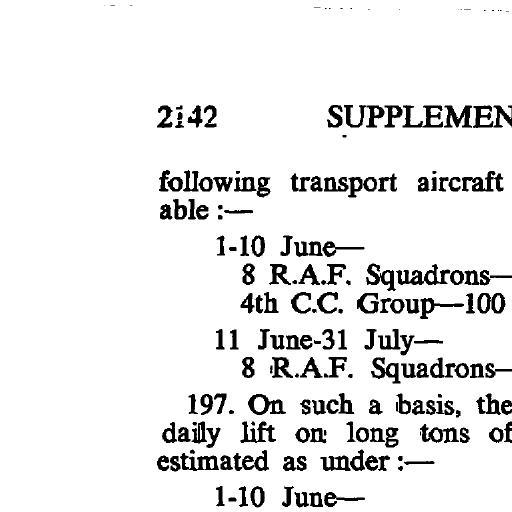 2142 SUPPLEMEN
following transport aircraft
able :—
1-10 June—
8 R.A.F. Squadrons—
4th C.C. Group—100
11 June-31 July—
8 R.A.F. Squadrons—
197. On such a basis, the
daily lift on long tons of
estimated as under :—
1-10 June—